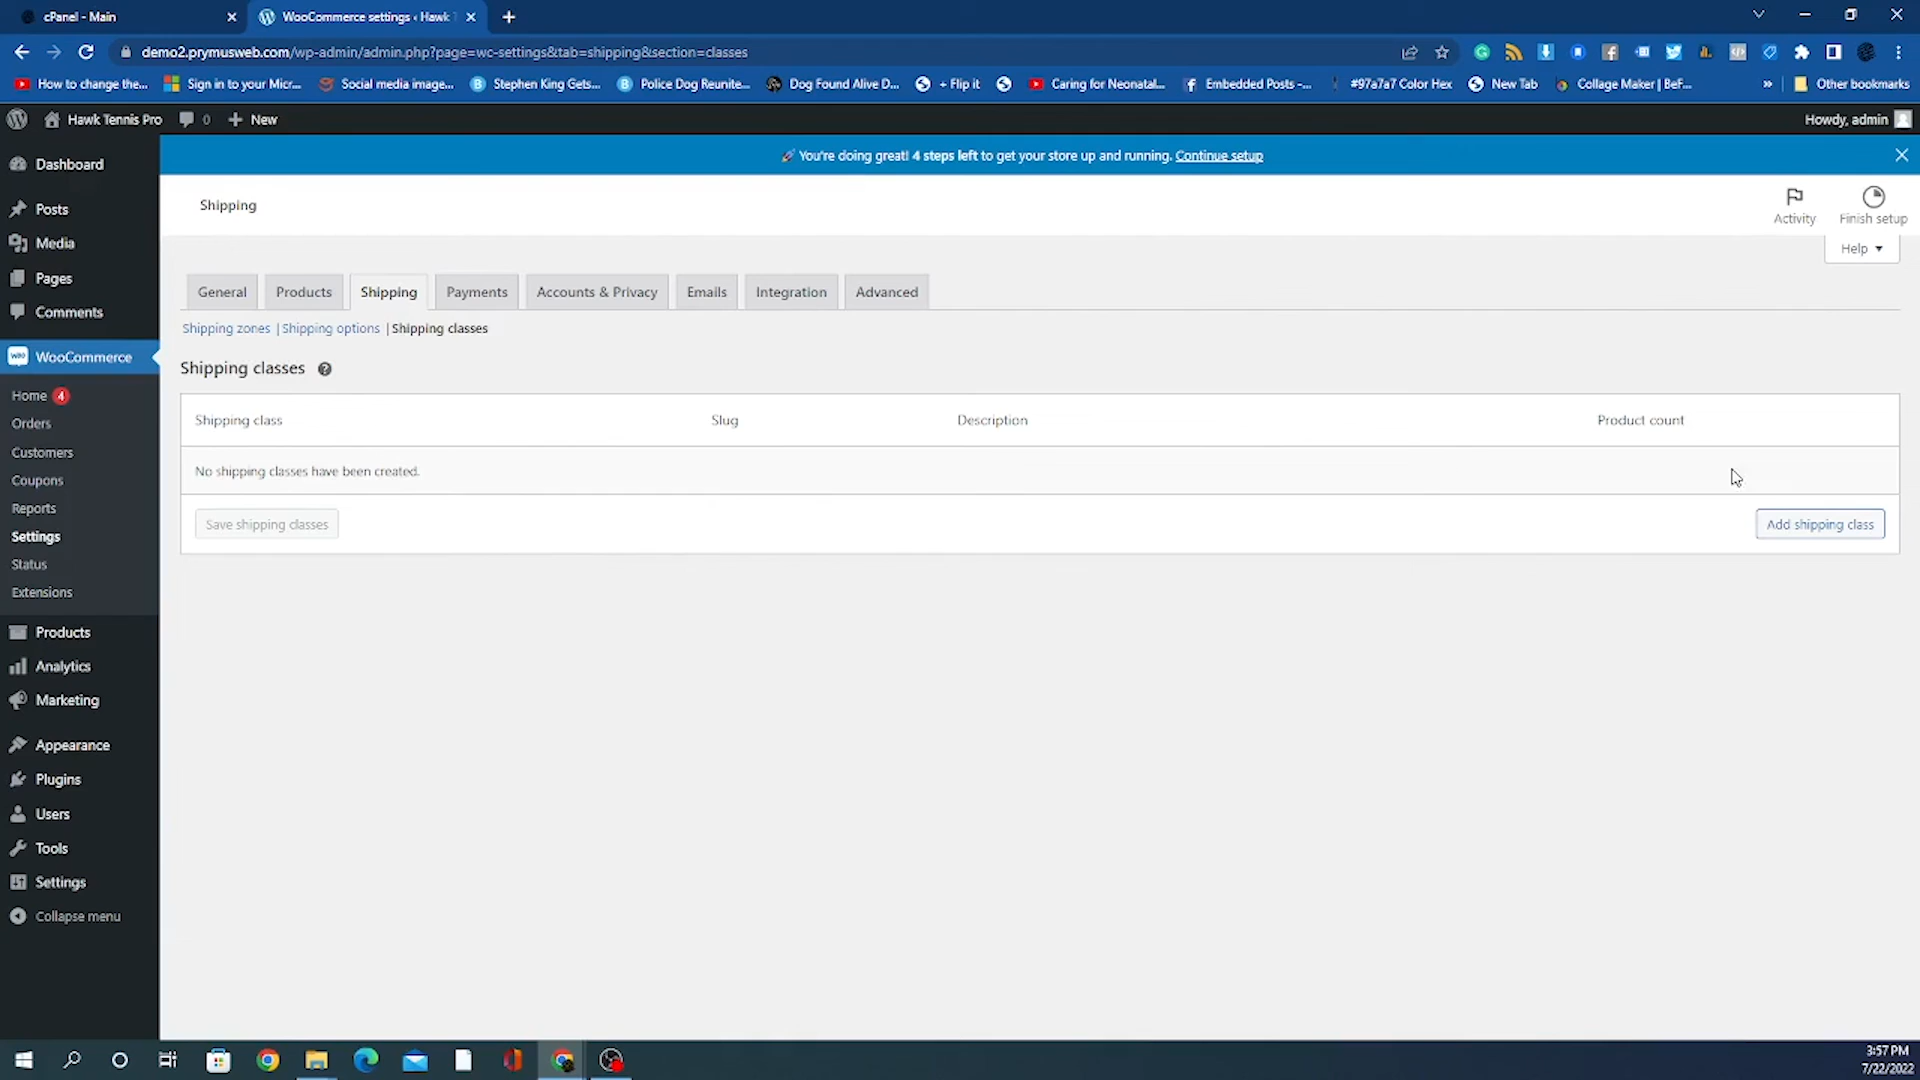 cPanel - Main
WooCommerce settings ‹ Hawk T
demo2.prymusweb.com/wp-admin/admin.php?page=wc-settings&tab=shipping&section=classes
How to change the...
Sign in to your Micr...
Social media image...
Stephen King Gets...
Police Dog Reunite...
Dog Found Alive D...
+ Flip it
Caring for Neonatal...
Embedded Posts -...
#97a7a7 Color Hex
New Tab
Collage Maker | BeF...
»
Other bookmarks
Hawk Tennis Pro
0
+ New
Howdy, admin
You're doing great! 4 steps left to get your store up and running. Continue setup
Shipping
Activity
Finish setup
Help
General
Products
Shipping
Payments
Accounts & Privacy
Emails
Integration
Advanced
Shipping zones | Shipping options | Shipping classes
Shipping classes
Shipping class
Slug
Description
Product count
No shipping classes have been created.
Save shipping classes
Add shipping class
Dashboard
Posts
Media
Pages
Comments
WooCommerce
Home 4
Orders
Customers
Coupons
Reports
Settings
Status
Extensions
Products
Analytics
Marketing
Appearance
Plugins
Users
Tools
Settings
Collapse menu
3:57 PM
7/22/2022